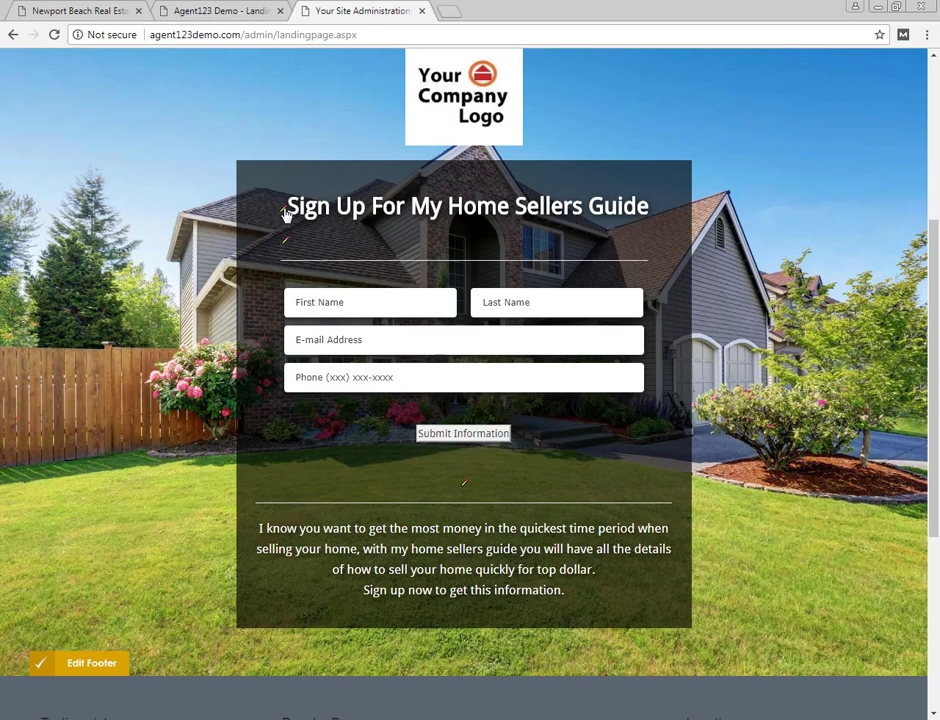 Newport Beach Real Esta
Agent123 Demo - Landi
Your Site Administration
Not secure
agent123demo.com/admin/landingpage.aspx
M
Your
Company
Logo
Sign Up For My Home Sellers Guide
First Name
Last Name
E-mail Address
Phone (xxx) xxx-xxxx
Submit Information
I know you want to get the most money in the quickest time period when
selling your home, with my home sellers guide you will have all the details
of how to sell your home quickly for top dollar.
Sign up now to get this information.
Edit Footer